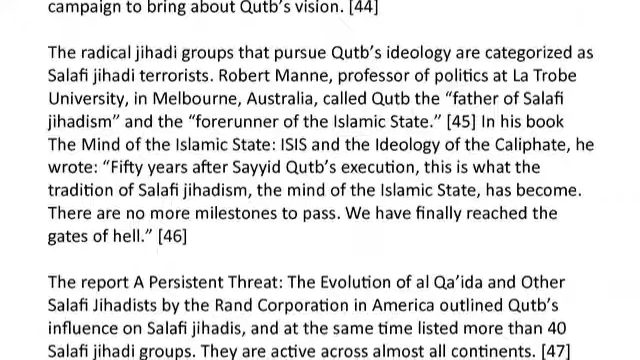 campaign to bring about Qutb's vision. [44]
The radical jihadi groups that pursue Qutb's ideology are categorized as
Salafi jihadi terrorists. Robert Manne, professor of politics at La Trobe
University, in Melbourne, Australia, called Qutb the “father of Salafi
jihadism” and the “forerunner of the Islamic State.” [45] In his book
The Mind of the Islamic State: ISIS and the Ideology of the Caliphate, he
wrote: “Fifty years after Sayyid Qutb's execution, this is what the
tradition of Salafi jihadism, the mind of the Islamic State, has become.
There are no more milestones to pass. We have finally reached the
gates of hell.” [46]
The report A Persistent Threat: The Evolution of al Qa'ida and Other
Salafi Jihadists by the Rand Corporation in America outlined Qutb's
influence on Salafi jihadis, and at the same time listed more than 40
Salafi jihadi groups. They are active across almost all continents. [47]